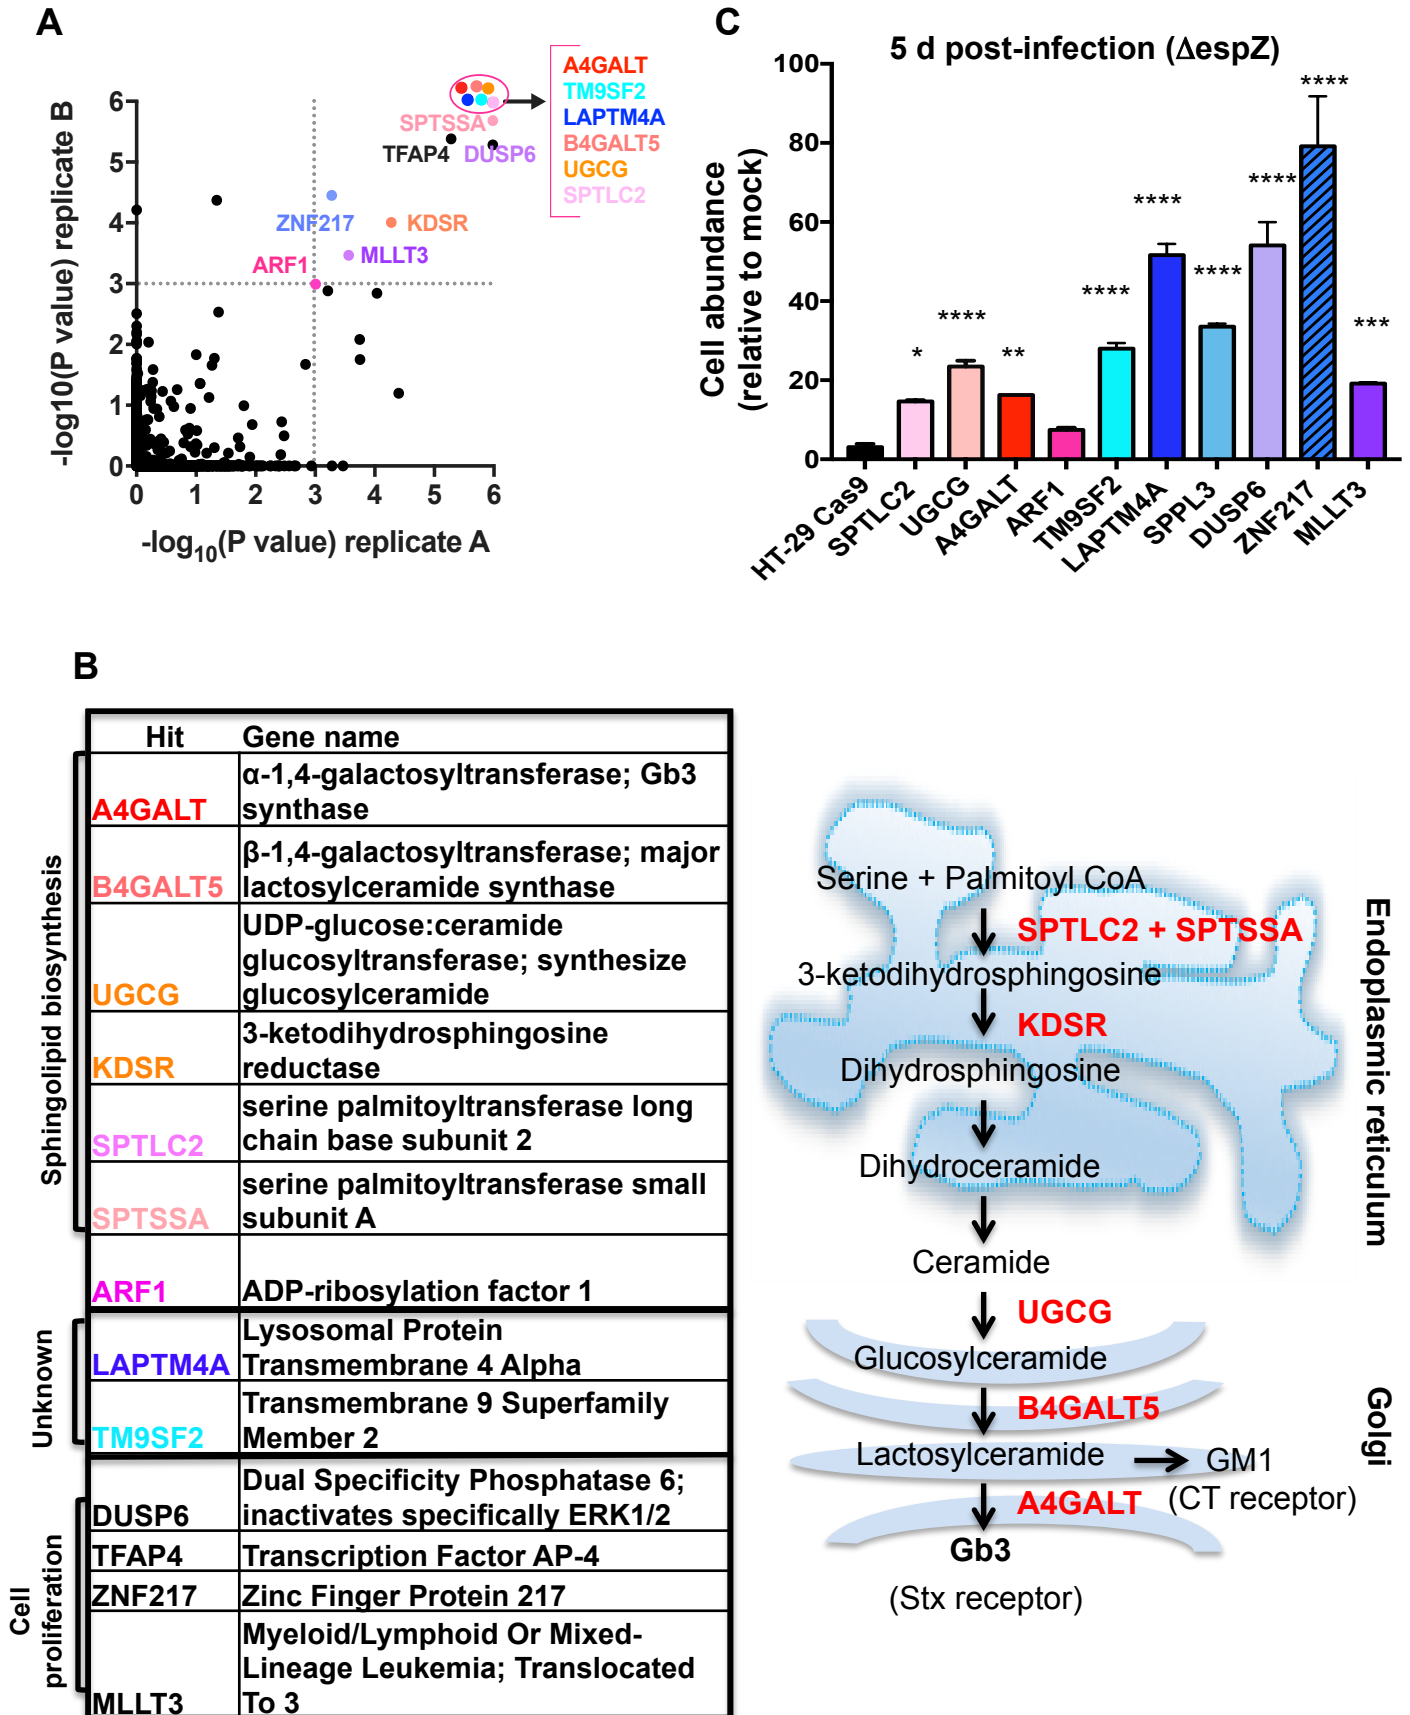 A
-log10(P value) replicate B
6
5
4
3
2
1
0
0 1 2 3 4 5 6
-log10(P value) replicate A
SPTSSA
TFAP4
DUSP6
ZNF217
KDSR
MLLT3
ARF1
A4GALT
TM9SF2
LAPTM4A
B4GALT5
UGCG
SPTLC2
C
5 d post-infection (ΔespZ)
Cell abundance
(relative to mock)
100
80
60
40
20
0
*
****
**
****
****
****
****
****
***
HT-29 Cas9
SPTLC2
UGCG
A4GALT
ARF1
TM9SF2
LAPTM4A
SPPL3
DUSP6
ZNF217
MLLT3
B
Hit Gene name
Sphingolipid biosynthesis
α-1,4-galactosyltransferase; Gb3
A4GALT synthase
β-1,4-galactosyltransferase; major
B4GALT5 lactosylceramide synthase
UDP-glucose:ceramide
glucosyltransferase; synthesize
UGCG glucosylceramide
3-ketodihydrosphingosine
KDSR reductase
serine palmitoyltransferase long
SPTLC2 chain base subunit 2
serine palmitoyltransferase small
SPTSSA subunit A
ARF1 ADP-ribosylation factor 1
Unknown
Lysosomal Protein
LAPTM4A Transmembrane 4 Alpha
Transmembrane 9 Superfamily
TM9SF2 Member 2
Cell
proliferation
Dual Specificity Phosphatase 6;
DUSP6 inactivates specifically ERK1/2
TFAP4 Transcription Factor AP-4
ZNF217 Zinc Finger Protein 217
Myeloid/Lymphoid Or Mixed-
Lineage Leukemia; Translocated
MLLT3 To 3
Serine + Palmitoyl CoA
SPTLC2 + SPTSSA
3-ketodihydrosphingosine
KDSR
Dihydrosphingosine
Dihydroceramide
Ceramide
UGCG
Glucosylceramide
B4GALT5
Lactosylceramide
GM1
(CT receptor)
A4GALT
Gb3
(Stx receptor)
Endoplasmic reticulum
Golgi